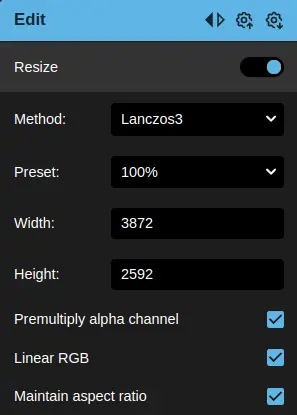 Edit
Resize
Method: Lanczos3
Preset: 100%
Width: 3872
Height: 2592
Premultiply alpha channel
Linear RGB
Maintain aspect ratio